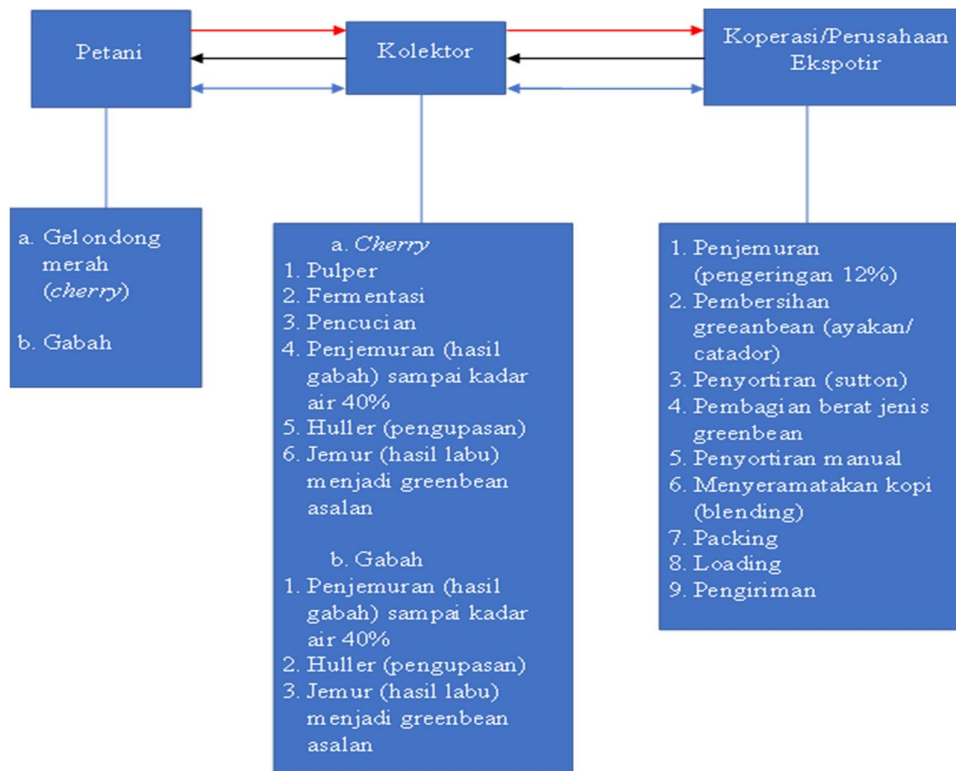 Petani
Kolektor
Koperasi/Perusahaan
Ekspotir
a. Gelondong
merah
(cherry)
b. Gabah
a. Cherry
1. Pulper
2. Fermentasi
3. Pencucian
4. Penjemuran (hasil
gabah) sampai kadar
air 40%
5. Huller (pengupasan)
6. Jemur (hasil labu)
menjadi greenbean
asalan
b. Gabah
1. Penjemuran (hasil
gabah) sampai kadar
air 40%
2. Huller (pengupasan)
3. Jemur (hasil labu)
menjadi greenbean
asalan
1. Penjemuran
(pengeringan 12%)
2. Pembersihan
greeanbean (ayakan/
catador)
3. Penyortiran (sutton)
4. Pembagian berat jenis
greenbean
5. Penyortiran manual
6. Menyeramatakan kopi
(blending)
7. Packing
8. Loading
9. Pengiriman